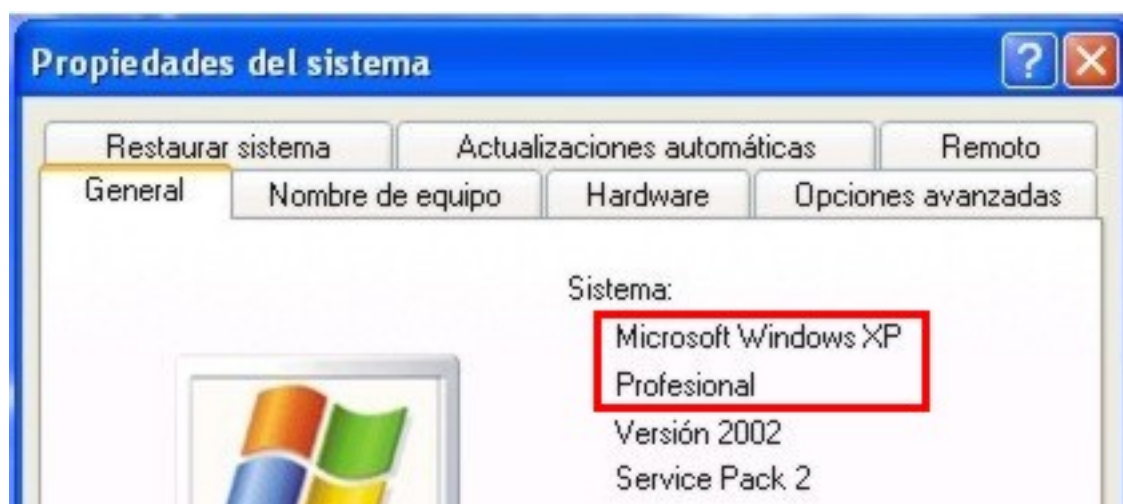 Propiedades del sistema
Restaurar sistema
Actualizaciones automáticas
Remoto
General
Nombre de equipo
Hardware
Opciones avanzadas
Sistema:
Microsoft Windows XP
Profesional
Versión 2002
Service Pack 2